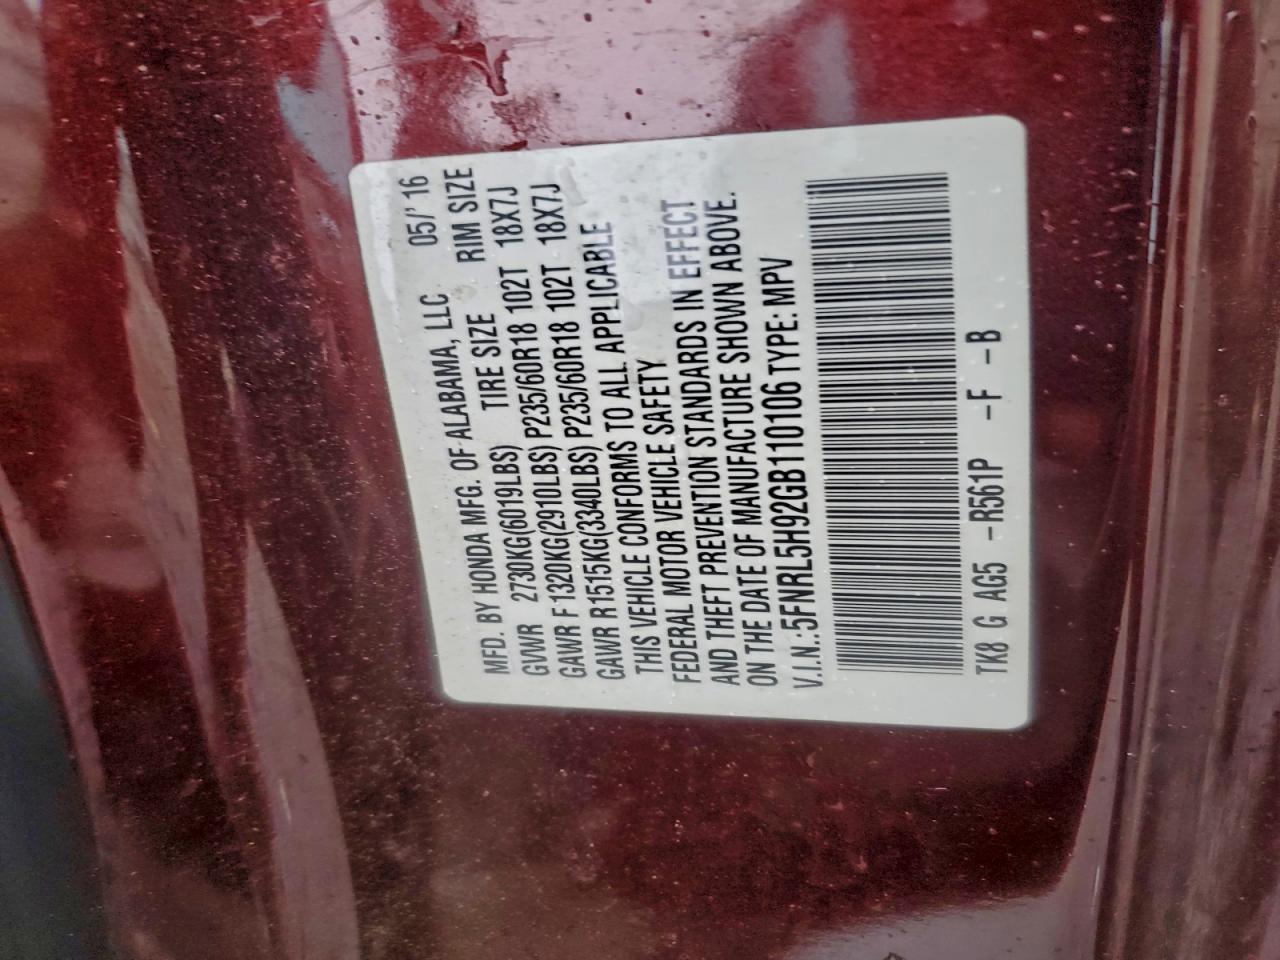 MFD. BY HONDA MFG. OF ALABAMA, LLC 05/' 16
GVWR 2730KG(6019LBS) TIRE SIZE RIM SIZE
GAWR F1320KG(2910LBS) P235/60R18 102T 18X7J
GAWR R1515KG(3340LBS) P235/60R18 102T 18X7J
THIS VEHICLE CONFORMS TO ALL APPLICABLE
FEDERAL MOTOR VEHICLE SAFETY
AND THEFT PREVENTION STANDARDS IN EFFECT
ON THE DATE OF MANUFACTURE SHOWN ABOVE.
V.I.N.:5FNRL5H92GB110106 TYPE: MPV
TK8 G AG5 -R561P -F -B